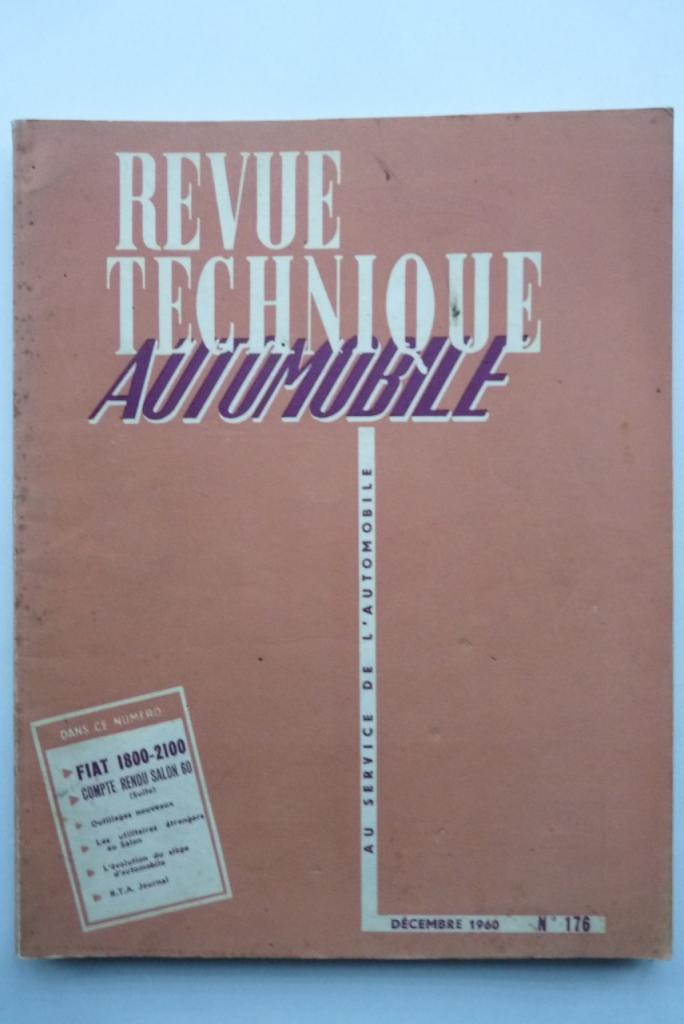 REVUE
TECHNIQUE
AUTOMOBILE
AU SERVICE DE L'AUTOMOBILE
DANS CE NUMERO:
FIAT 1800-2100
COMPTE RENDU SALON 60
(Suite)
Outillages nouveaux
Les utilitaires étrangers
au Salon
L'évolution du siège
d'automobile
R.T.A. Journal
DÉCEMBRE 1960 N° 176